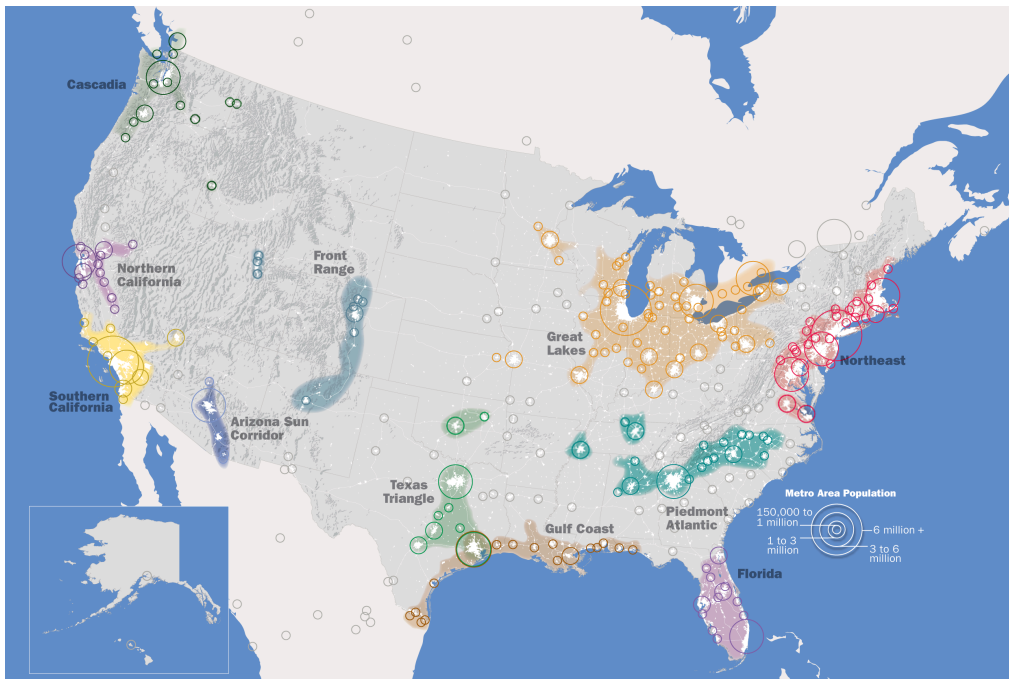 Cascadia
Northern
California
Front
Range
Great
Lakes
Northeast
Southern
California
Arizona Sun
Corridor
Texas
Triangle
Gulf Coast
Piedmont
Atlantic
Florida
Metro Area Population
150,000 to
1 million
1 to 3
million
6 million +
3 to 6
million